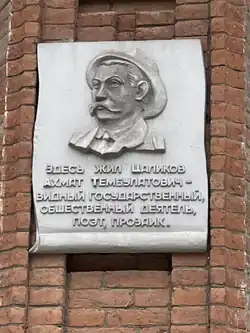 ЗДЕСЬ ЖИЛ ЦАЛИКОВ
АХМАТ ТЕМБУЛАТОВИЧ –
ВИДНЫЙ ГОСУДАРСТВЕННЫЙ,
ОБЩЕСТВЕННЫЙ ДЕЯТЕЛЬ,
ПОЭТ, ПРОЗАИК.